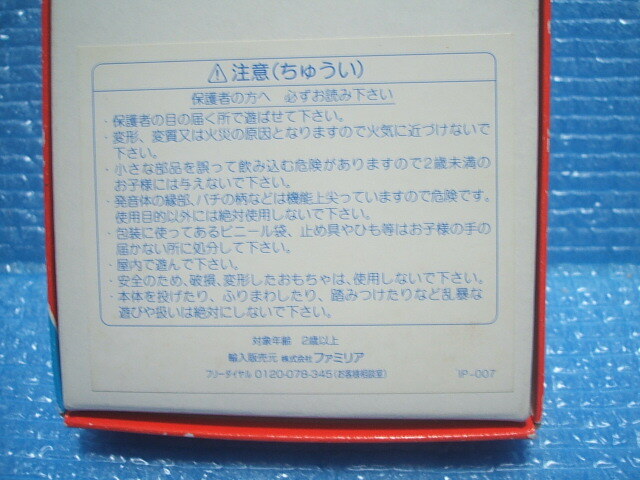 ⚠注意(ちゅうい)
保護者の方へ 必ずお読み下さい
・保護者の目の届く所で遊ばせて下さい。
・変形、変質又は火災の原因となりますので火気に近づけないで
下さい。
・小さな部品を誤って飲み込む危険がありますので2歳未満の
お子様には与えないで下さい。
・発音体の縁部、バチの柄などは機能上尖っていますので危険です。
使用目的以外には絶対使用しないで下さい。
・包装に使ってあるビニール袋、止め具やひも等はお子様の手の
届かない所に処分して下さい。
・屋内で遊んで下さい。
・安全のため、破損、変形したおもちゃは、使用しないで下さい。
・本体を投げたり、ふりまわしたり、踏みつけたりなど乱暴な
遊びや扱いは絶対にしないで下さい。
対象年齢 2歳以上
輸入販売元 株式会社 ファミリア
フリーダイヤル 0120-078-345(お客様相談室)
IP-007